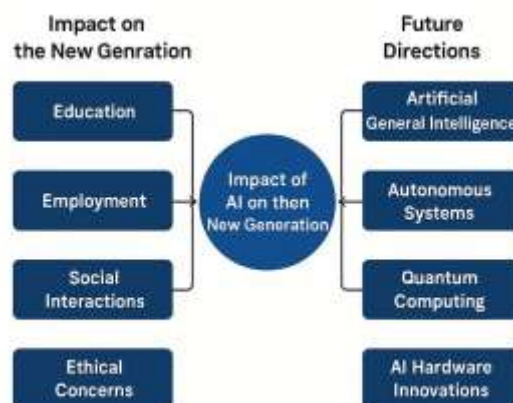 Impact on
the New Genration
Education
Employment
Social
Interactions
Ethical
Concerns
Impact of
AI on then
New Generation
Future
Directions
Artificial
General Intelligence
Autonomous
Systems
Quantum
Computing
AI Hardware
Innovations